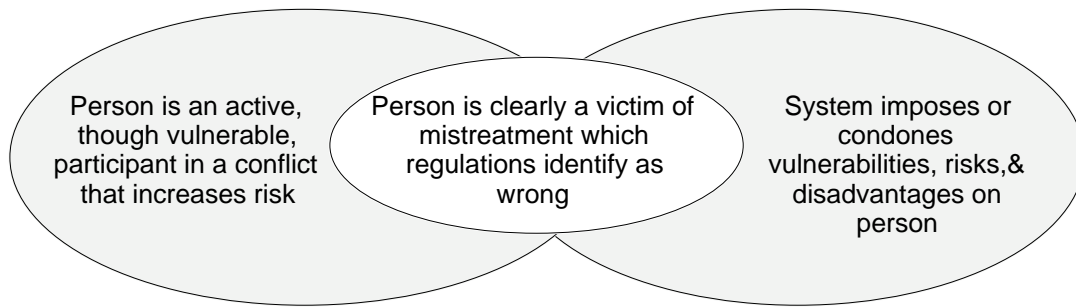 Person is an active,
though vulnerable,
participant in a conflict
that increases risk
Person is clearly a victim of
mistreatment which
regulations identify as
wrong
System imposes or
condones
vulnerabilities, risks,&
disadvantages on
person